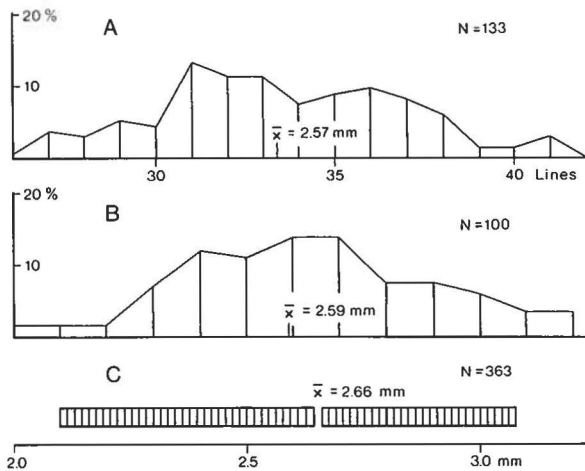 20 %
A
N = 133
10
x̄ = 2.57 mm
30
35
40 Lines
20 %
B
N = 100
10
x̄ = 2.59 mm
C
N = 363
x̄ = 2.66 mm
2.0
2.5
3.0 mm